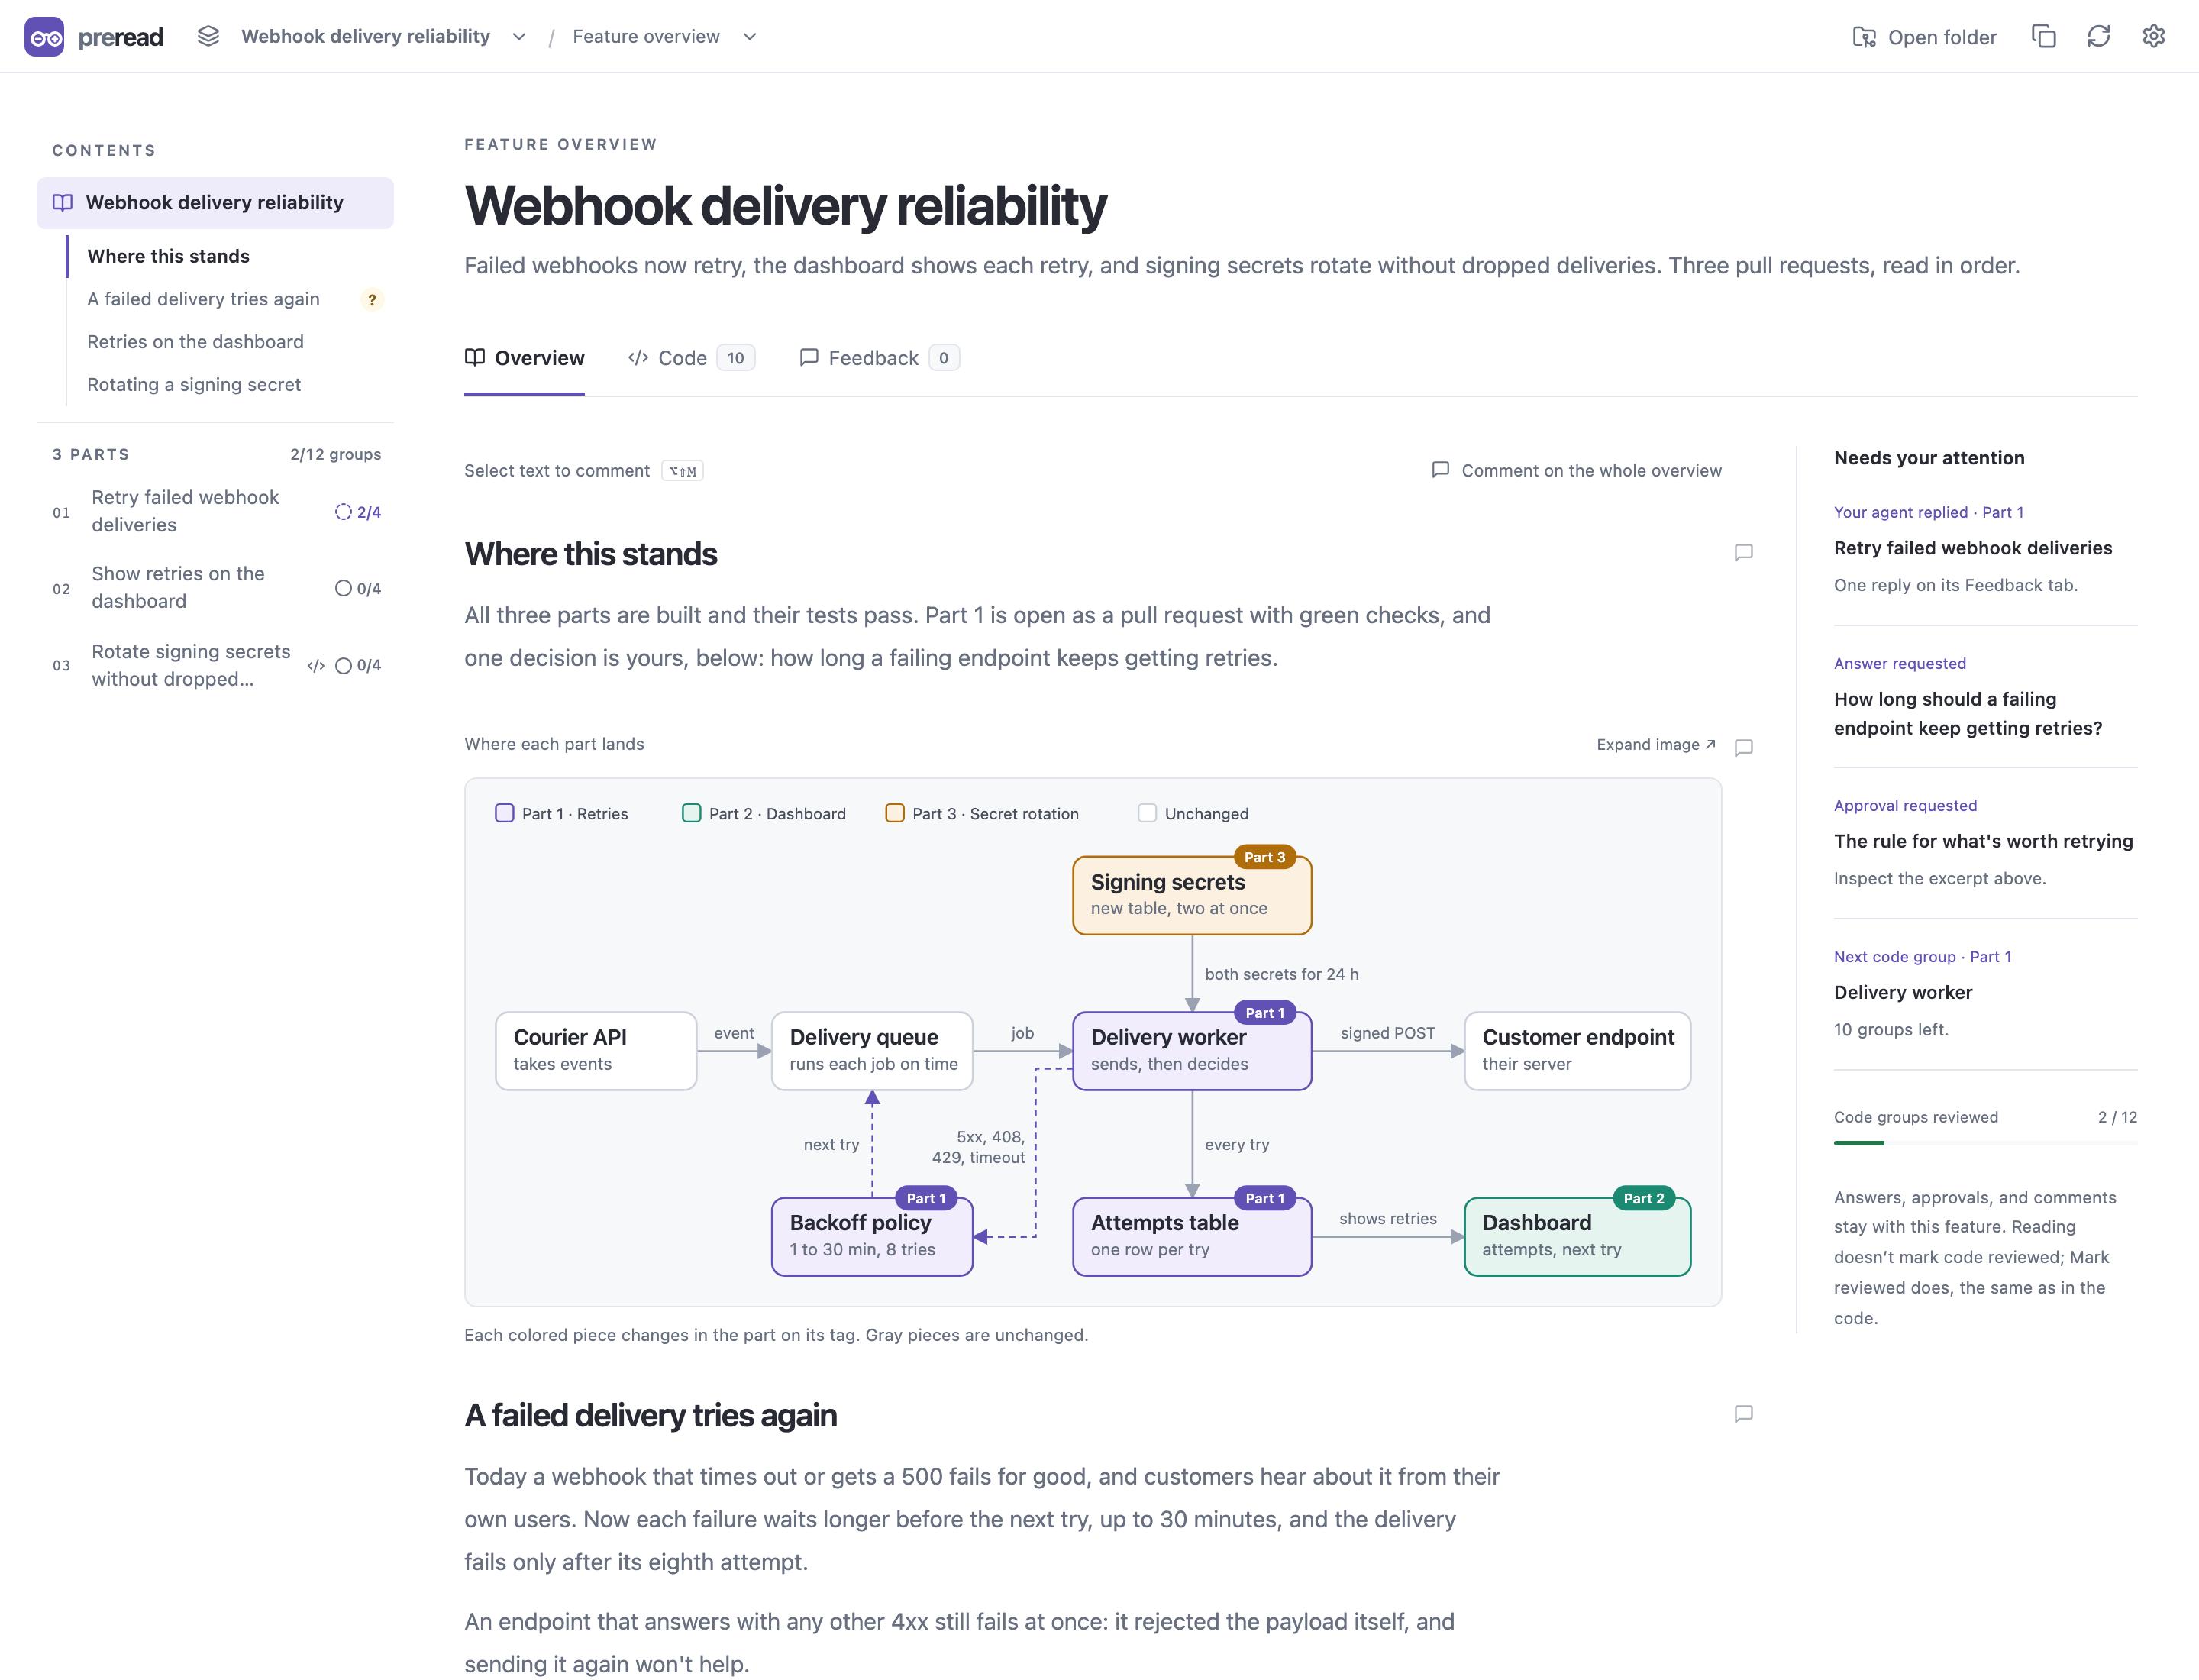 preread
Webhook delivery reliability
/
Feature overview
Open folder
CONTENTS
Webhook delivery reliability
Where this stands
A failed delivery tries again
?
Retries on the dashboard
Rotating a signing secret
3 PARTS
2/12 groups
01
Retry failed webhook
deliveries
2/4
02
Show retries on the
dashboard
0/4
03
Rotate signing secrets
without dropped...
</>
0/4
FEATURE OVERVIEW
Webhook delivery reliability
Failed webhooks now retry, the dashboard shows each retry, and signing secrets rotate without dropped deliveries. Three pull requests, read in order.
Overview
</> Code 10
Feedback 0
Select text to comment ⌥⇧M
Comment on the whole overview
Where this stands
All three parts are built and their tests pass. Part 1 is open as a pull request with green checks, and
one decision is yours, below: how long a failing endpoint keeps getting retries.
Where each part lands
Expand image ↗
Part 1 · Retries
Part 2 · Dashboard
Part 3 · Secret rotation
Unchanged
Part 3
Signing secrets
new table, two at once
both secrets for 24 h
Courier API
takes events
event
Delivery queue
runs each job on time
job
Part 1
Delivery worker
sends, then decides
signed POST
Customer endpoint
their server
next try
5xx, 408,
429, timeout
every try
Part 1
Backoff policy
1 to 30 min, 8 tries
Part 1
Attempts table
one row per try
shows retries
Part 2
Dashboard
attempts, next try
Each colored piece changes in the part on its tag. Gray pieces are unchanged.
A failed delivery tries again
Today a webhook that times out or gets a 500 fails for good, and customers hear about it from their
own users. Now each failure waits longer before the next try, up to 30 minutes, and the delivery
fails only after its eighth attempt.
An endpoint that answers with any other 4xx still fails at once: it rejected the payload itself, and
sending it again won't help.
Needs your attention
Your agent replied · Part 1
Retry failed webhook deliveries
One reply on its Feedback tab.
Answer requested
How long should a failing
endpoint keep getting retries?
Approval requested
The rule for what's worth retrying
Inspect the excerpt above.
Next code group · Part 1
Delivery worker
10 groups left.
Code groups reviewed
2 / 12
Answers, approvals, and comments
stay with this feature. Reading
doesn’t mark code reviewed; Mark
reviewed does, the same as in the
code.